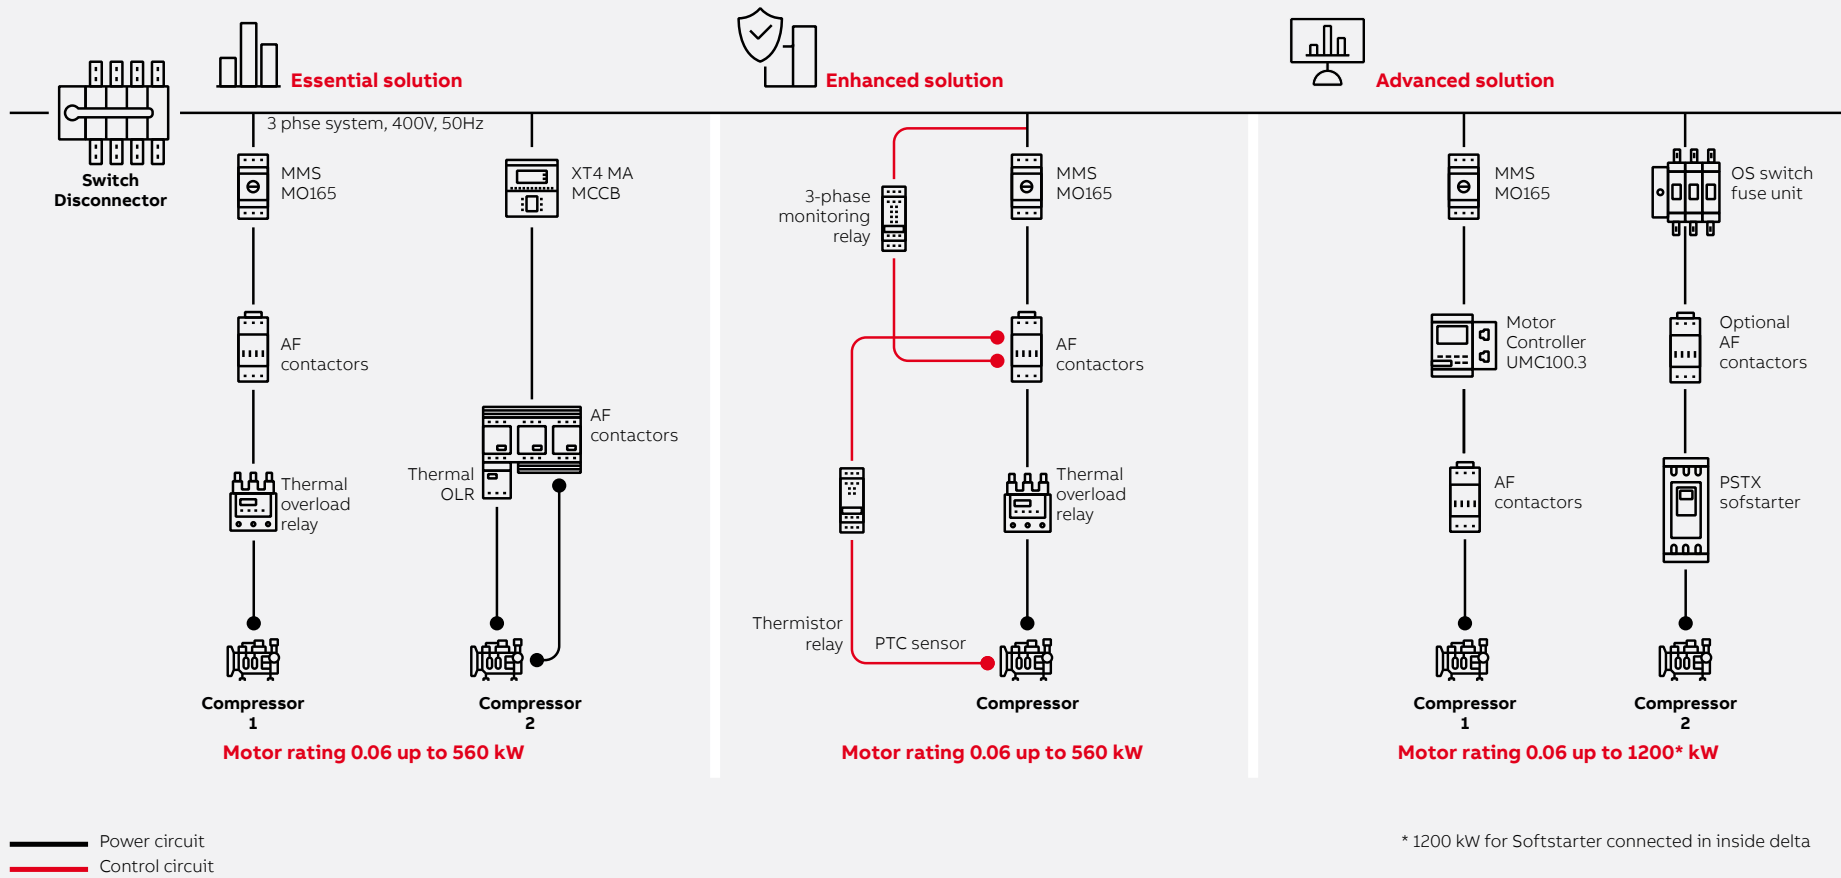 Essential solution
Enhanced solution
Advanced solution
3 phse system, 400V, 50Hz
Switch
Disconnector
MMS
MO165
XT4 MA
MCCB
AF
contactors
AF
contactors
Thermal
OLR
Thermal
overload
relay
Compressor
1
Compressor
2
Motor rating 0.06 up to 560 kW
3-phase
monitoring
relay
MMS
MO165
AF
contactors
Thermal
overload
relay
Thermistor
relay
PTC sensor
Compressor
Motor rating 0.06 up to 560 kW
MMS
MO165
OS switch
fuse unit
Motor
Controller
UMC100.3
Optional
AF
contactors
AF
contactors
PSTX
sofstarter
Compressor
1
Compressor
2
Motor rating 0.06 up to 1200* kW
Power circuit
Control circuit
* 1200 kW for Softstarter connected in inside delta